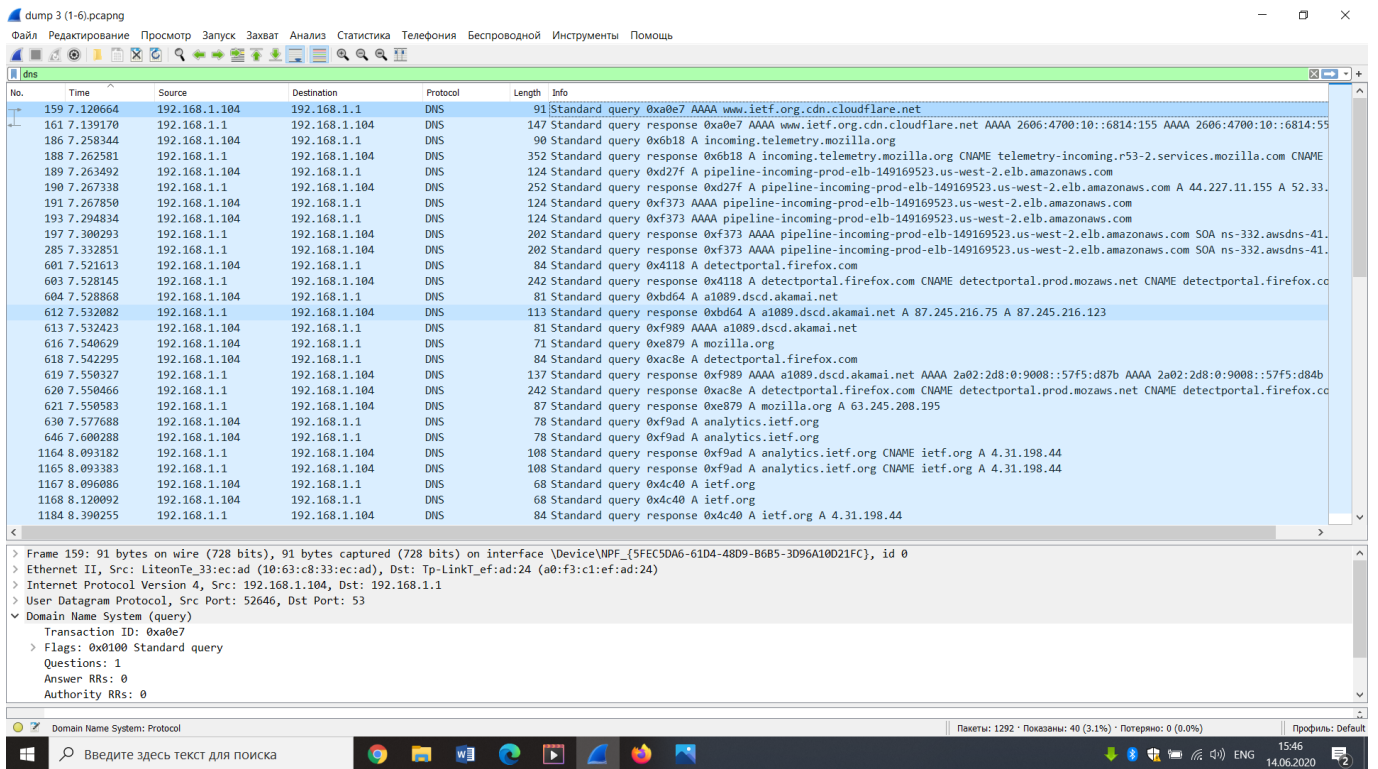 dump 3 (1-6).pcapng
Файл Редактирование Просмотр Запуск Захват Анализ Статистика Телефония Беспроводной Инструменты Помощь
dns
No. Time Source Destination Protocol Length Info
159 7.120664 192.168.1.104 192.168.1.1 DNS 91 Standard query 0xa0e7 AAAA www.ietf.org.cdn.cloudflare.net
161 7.139170 192.168.1.1 192.168.1.104 DNS 147 Standard query response 0xa0e7 AAAA www.ietf.org.cdn.cloudflare.net AAAA 2606:4700:10::6814:155 AAAA 2606:4700:10::6814:55
186 7.258344 192.168.1.104 192.168.1.1 DNS 90 Standard query 0x6b18 A incoming.telemetry.mozilla.org
188 7.262581 192.168.1.1 192.168.1.104 DNS 352 Standard query response 0x6b18 A incoming.telemetry.mozilla.org CNAME telemetry-incoming.r53-2.services.mozilla.com CNAME
189 7.263492 192.168.1.104 192.168.1.1 DNS 124 Standard query 0xd27f A pipeline-incoming-prod-elb-149169523.us-west-2.elb.amazonaws.com
190 7.267338 192.168.1.1 192.168.1.104 DNS 252 Standard query response 0xd27f A pipeline-incoming-prod-elb-149169523.us-west-2.elb.amazonaws.com A 44.227.11.155 A 52.33.
191 7.267850 192.168.1.104 192.168.1.1 DNS 124 Standard query 0xf373 AAAA pipeline-incoming-prod-elb-149169523.us-west-2.elb.amazonaws.com
193 7.294834 192.168.1.104 192.168.1.1 DNS 124 Standard query 0xf373 AAAA pipeline-incoming-prod-elb-149169523.us-west-2.elb.amazonaws.com
197 7.300293 192.168.1.1 192.168.1.104 DNS 202 Standard query response 0xf373 AAAA pipeline-incoming-prod-elb-149169523.us-west-2.elb.amazonaws.com SOA ns-332.awsdns-41.
285 7.332851 192.168.1.1 192.168.1.104 DNS 202 Standard query response 0xf373 AAAA pipeline-incoming-prod-elb-149169523.us-west-2.elb.amazonaws.com SOA ns-332.awsdns-41.
601 7.521613 192.168.1.104 192.168.1.1 DNS 84 Standard query 0x4118 A detectportal.firefox.com
603 7.528145 192.168.1.1 192.168.1.104 DNS 242 Standard query response 0x4118 A detectportal.firefox.com CNAME detectportal.prod.mozaws.net CNAME detectportal.firefox.co
604 7.528868 192.168.1.104 192.168.1.1 DNS 81 Standard query 0xbd64 A a1089.dscd.akamai.net
612 7.532082 192.168.1.1 192.168.1.104 DNS 113 Standard query response 0xbd64 A a1089.dscd.akamai.net A 87.245.216.75 A 87.245.216.123
613 7.532423 192.168.1.104 192.168.1.1 DNS 81 Standard query 0xf989 AAAA a1089.dscd.akamai.net
616 7.540629 192.168.1.104 192.168.1.1 DNS 71 Standard query 0xe879 A mozilla.org
618 7.542295 192.168.1.104 192.168.1.1 DNS 84 Standard query 0xac8e A detectportal.firefox.com
619 7.550327 192.168.1.1 192.168.1.104 DNS 137 Standard query response 0xf989 AAAA a1089.dscd.akamai.net AAAA 2a02:2d8:0:9008::57f5:d87b AAAA 2a02:2d8:0:9008::57f5:d84b
620 7.550466 192.168.1.1 192.168.1.104 DNS 242 Standard query response 0xac8e A detectportal.firefox.com CNAME detectportal.prod.mozaws.net CNAME detectportal.firefox.co
621 7.550583 192.168.1.1 192.168.1.104 DNS 87 Standard query response 0xe879 A mozilla.org A 63.245.208.195
630 7.577688 192.168.1.104 192.168.1.1 DNS 78 Standard query 0xf9ad A analytics.ietf.org
646 7.600288 192.168.1.104 192.168.1.1 DNS 78 Standard query 0xf9ad A analytics.ietf.org
1164 8.093182 192.168.1.1 192.168.1.104 DNS 108 Standard query response 0xf9ad A analytics.ietf.org CNAME ietf.org A 4.31.198.44
1165 8.093383 192.168.1.1 192.168.1.104 DNS 108 Standard query response 0xf9ad A analytics.ietf.org CNAME ietf.org A 4.31.198.44
1167 8.096086 192.168.1.104 192.168.1.1 DNS 68 Standard query 0x4c40 A ietf.org
1168 8.120092 192.168.1.104 192.168.1.1 DNS 68 Standard query 0x4c40 A ietf.org
1184 8.390255 192.168.1.1 192.168.1.104 DNS 84 Standard query response 0x4c40 A ietf.org A 4.31.198.44
Frame 159: 91 bytes on wire (728 bits), 91 bytes captured (728 bits) on interface \Device\NPF_{5FEC5DA6-61D4-48D9-B6B5-3D96A10D21FC}, id 0
Ethernet II, Src: LiteonTe_33:ec:ad (10:63:c8:33:ec:ad), Dst: Tp-LinkT_ef:ad:24 (a0:f3:c1:ef:ad:24)
Internet Protocol Version 4, Src: 192.168.1.104, Dst: 192.168.1.1
User Datagram Protocol, Src Port: 52646, Dst Port: 53
Domain Name System (query)
Transaction ID: 0xa0e7
Flags: 0x0100 Standard query
Questions: 1
Answer RRs: 0
Authority RRs: 0
Domain Name System: Protocol
Пакеты: 1292 · Показаны: 40 (3.1%) · Потеряно: 0 (0.0%)
Профиль: Default
Введите здесь текст для поиска
ENG
15:46
14.06.2020
2